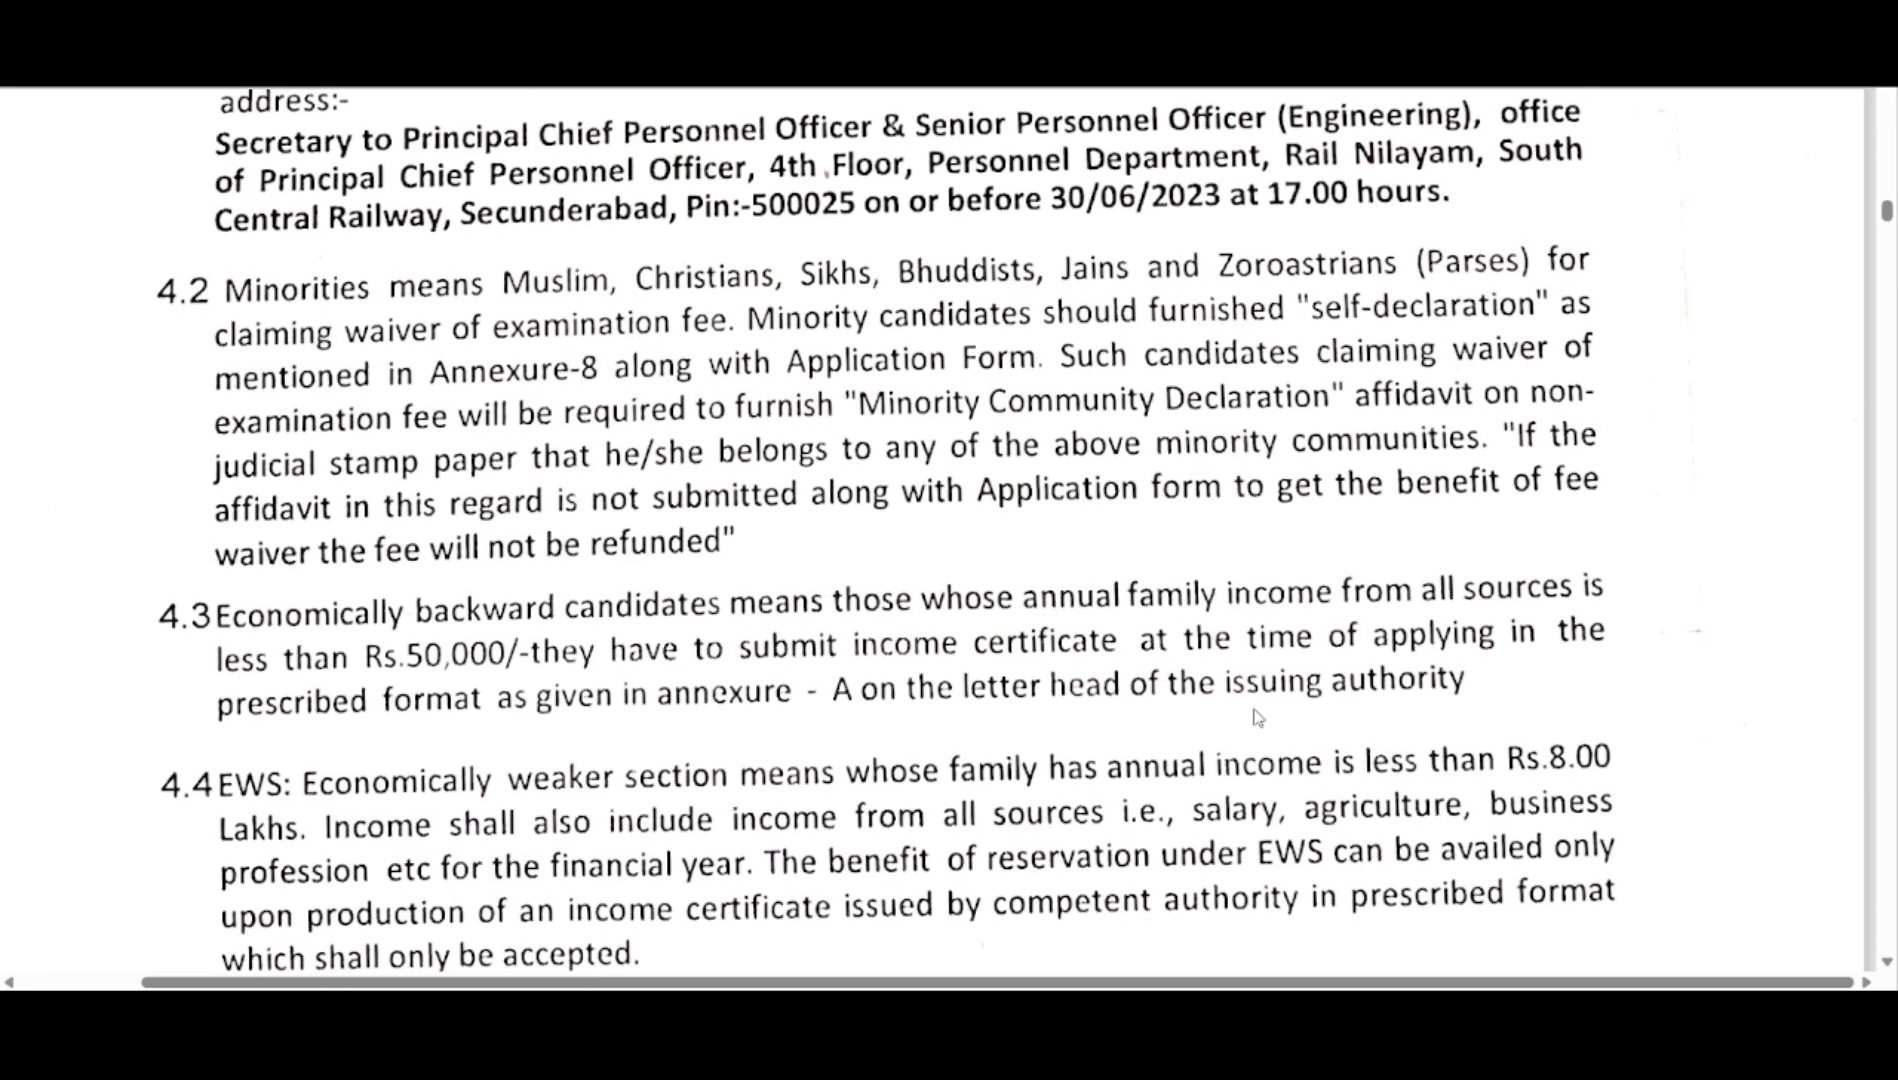 address:-
Secretary to Principal Chief Personnel Officer & Senior Personnel Officer (Engineering), office
of Principal Chief Personnel Officer, 4th Floor, Personnel Department, Rail Nilayam, South
Central Railway, Secunderabad, Pin:-500025 on or before 30/06/2023 at 17.00 hours.
4.2 Minorities means Muslim, Christians, Sikhs, Bhuddists, Jains and Zoroastrians (Parses) for
claiming waiver of examination fee. Minority candidates should furnished "self-declaration" as
mentioned in Annexure-8 along with Application Form. Such candidates claiming waiver of
examination fee will be required to furnish "Minority Community Declaration" affidavit on non-
judicial stamp paper that he/she belongs to any of the above minority communities. "If the
affidavit in this regard is not submitted along with Application form to get the benefit of fee
waiver the fee will not be refunded"
4.3 Economically backward candidates means those whose annual family income from all sources is
less than Rs.50,000/-they have to submit income certificate at the time of applying in the
prescribed format as given in annexure - A on the letter head of the issuing authority
4.4 EWS: Economically weaker section means whose family has annual income is less than Rs.8.00
Lakhs. Income shall also include income from all sources i.e., salary, agriculture, business
profession etc for the financial year. The benefit of reservation under EWS can be availed only
upon production of an income certificate issued by competent authority in prescribed format
which shall only be accepted.